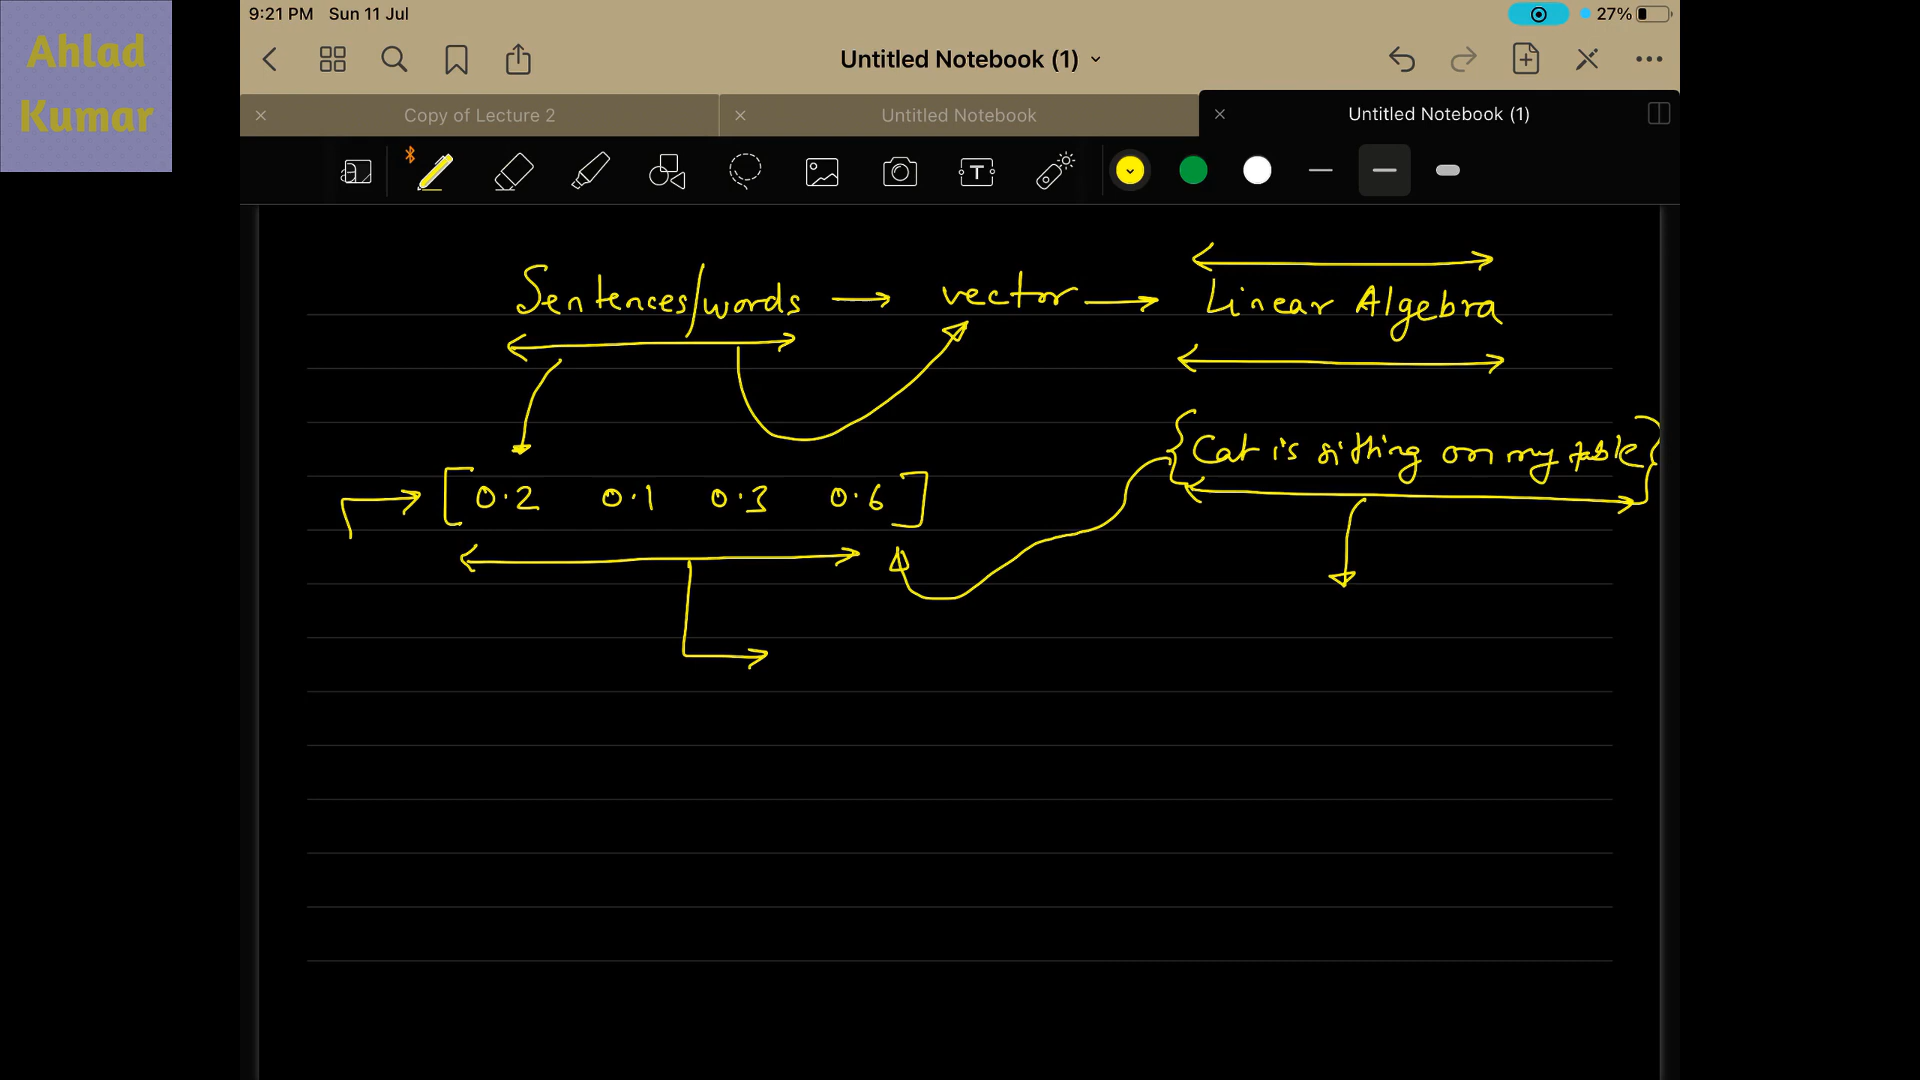 Ahlad
Kumar
9:21 PM Sun 11 Jul
27%
Untitled Notebook (1)
Copy of Lecture 2
Untitled Notebook
Untitled Notebook (1)
T
Sentences/words → vector → Linear Algebra
{Cat is sitting on my table}
[0.2 0.1 0.3 0.6]